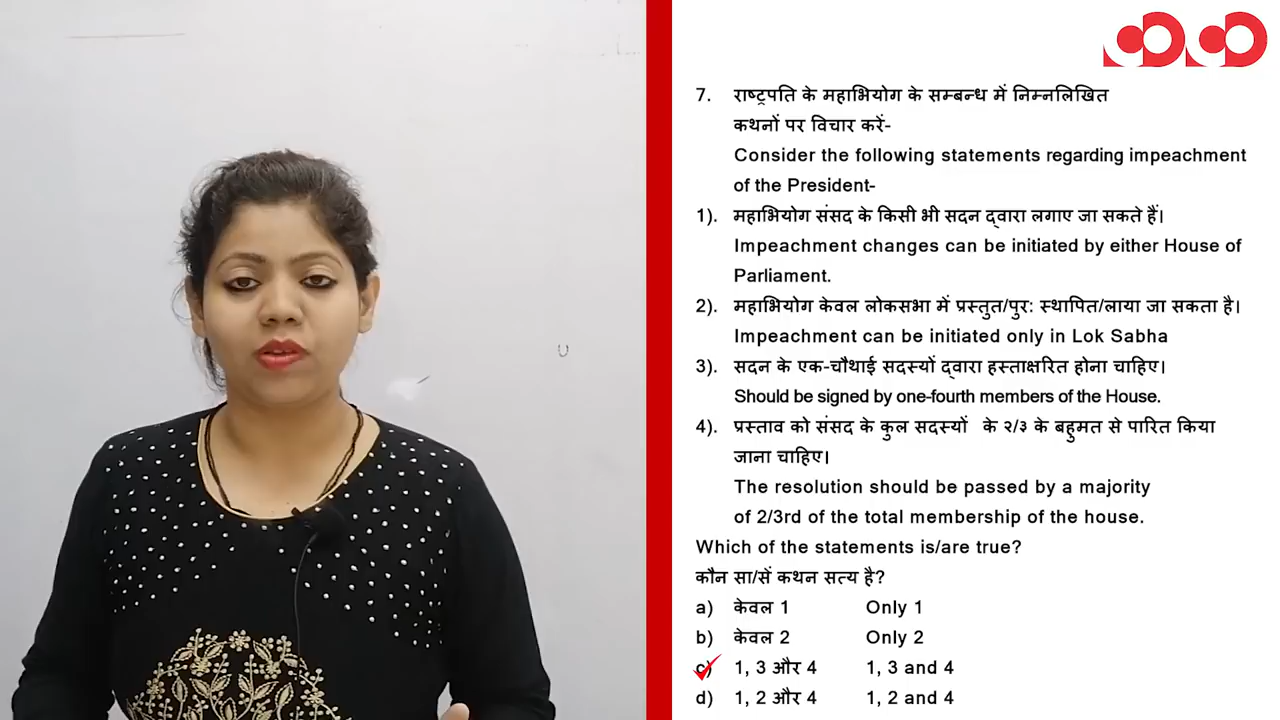 7. राष्ट्रपति के महाभियोग के सम्बन्ध में निम्नलिखित
कथनों पर विचार करें-
Consider the following statements regarding impeachment
of the President-
1). महाभियोग संसद के किसी भी सदन द्वारा लगाए जा सकते हैं।
Impeachment changes can be initiated by either House of
Parliament.
2). महाभियोग केवल लोकसभा में प्रस्तुत/पुर: स्थापित/लाया जा सकता है।
Impeachment can be initiated only in Lok Sabha
3). सदन के एक-चौथाई सदस्यों द्वारा हस्ताक्षरित होना चाहिए।
Should be signed by one-fourth members of the House.
4). प्रस्ताव को संसद के कुल सदस्यों के २/३ के बहुमत से पारित किया
जाना चाहिए।
The resolution should be passed by a majority
of 2/3rd of the total membership of the house.
Which of the statements is/are true?
कौन सा/सें कथन सत्य है?
a) केवल 1 Only 1
b) केवल 2 Only 2
c) 1, 3 और 4 1, 3 and 4
d) 1, 2 और 4 1, 2 and 4